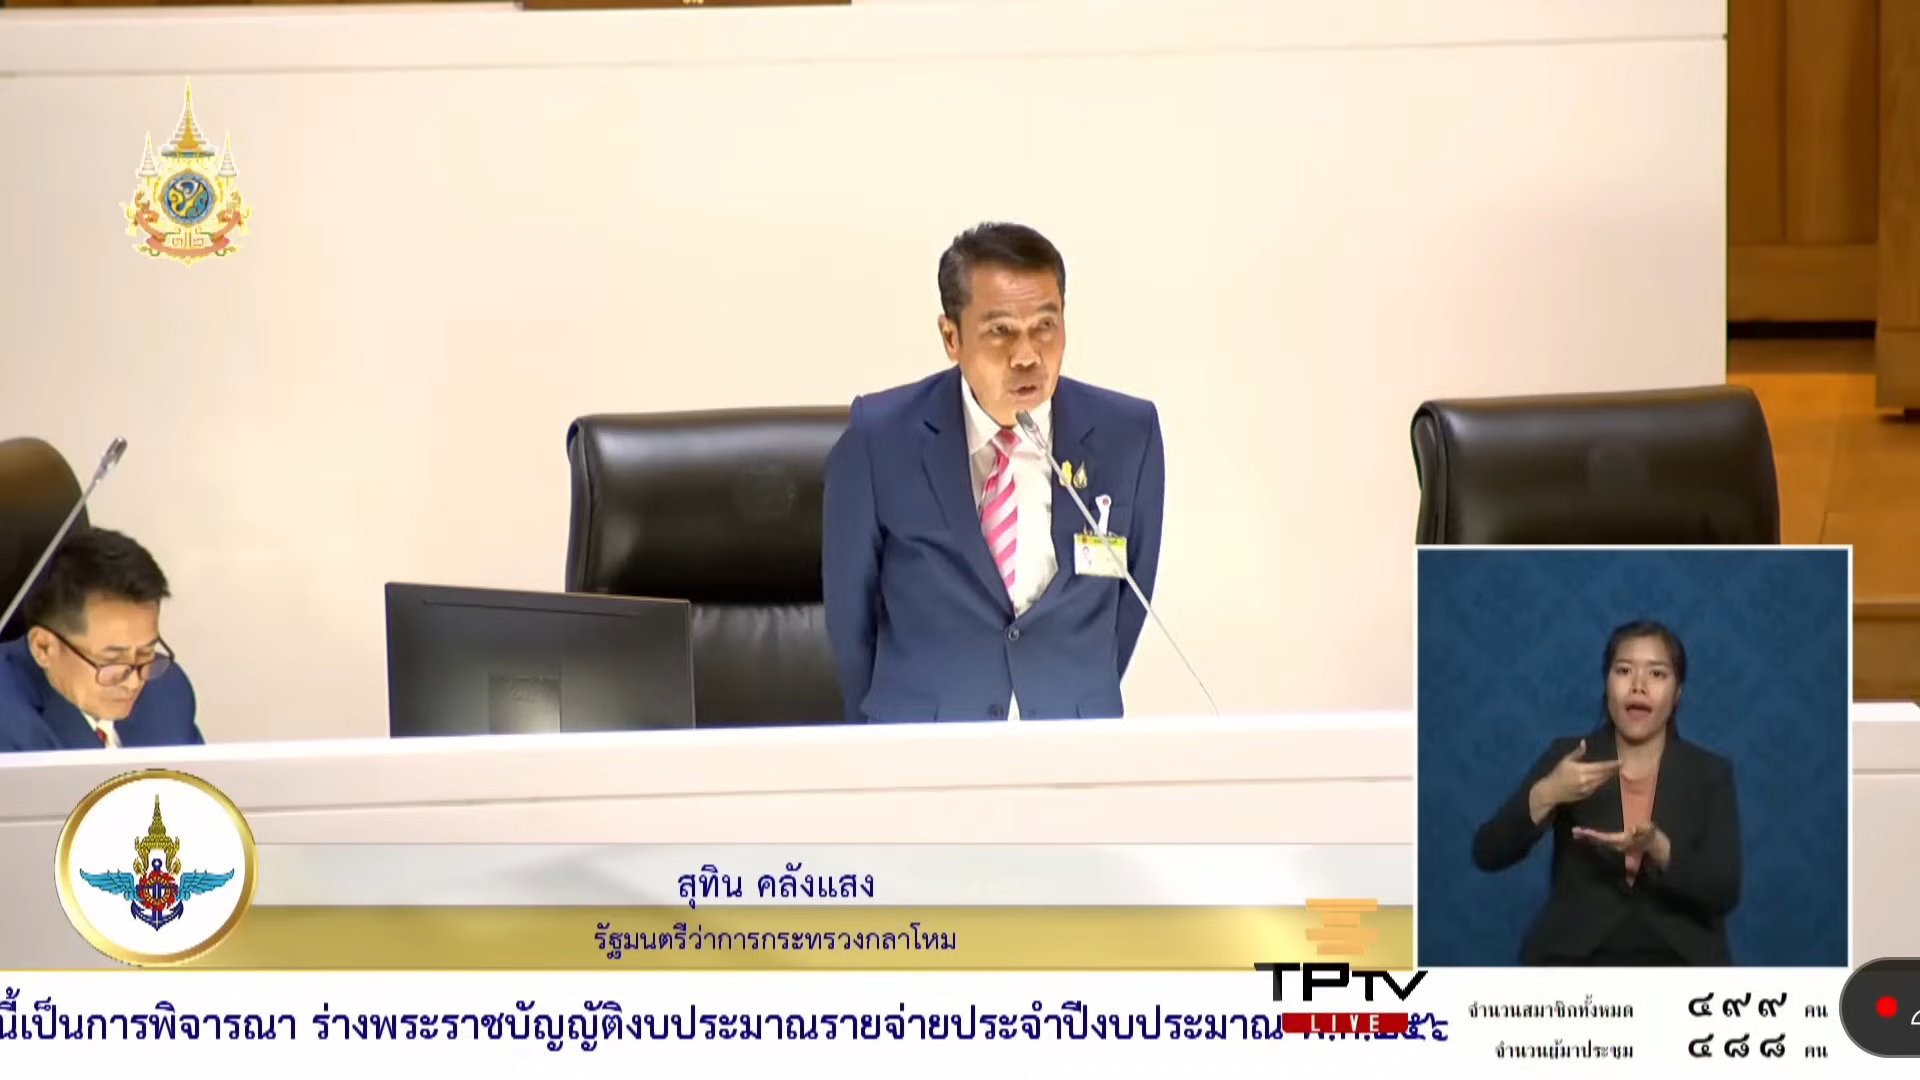 สุทิน คลังแสง
รัฐมนตรีว่าการกระทรวงกลาโหม
TPTV
LIVE
นี้เป็นการพิจารณา ร่างพระราชบัญญัติงบประมาณรายจ่ายประจำปีงบประมาณ
จำนวนสมาชิกทั้งหมด ๔๙๙ คน
จำนวนผู้มาประชุม ๔๘๘ คน